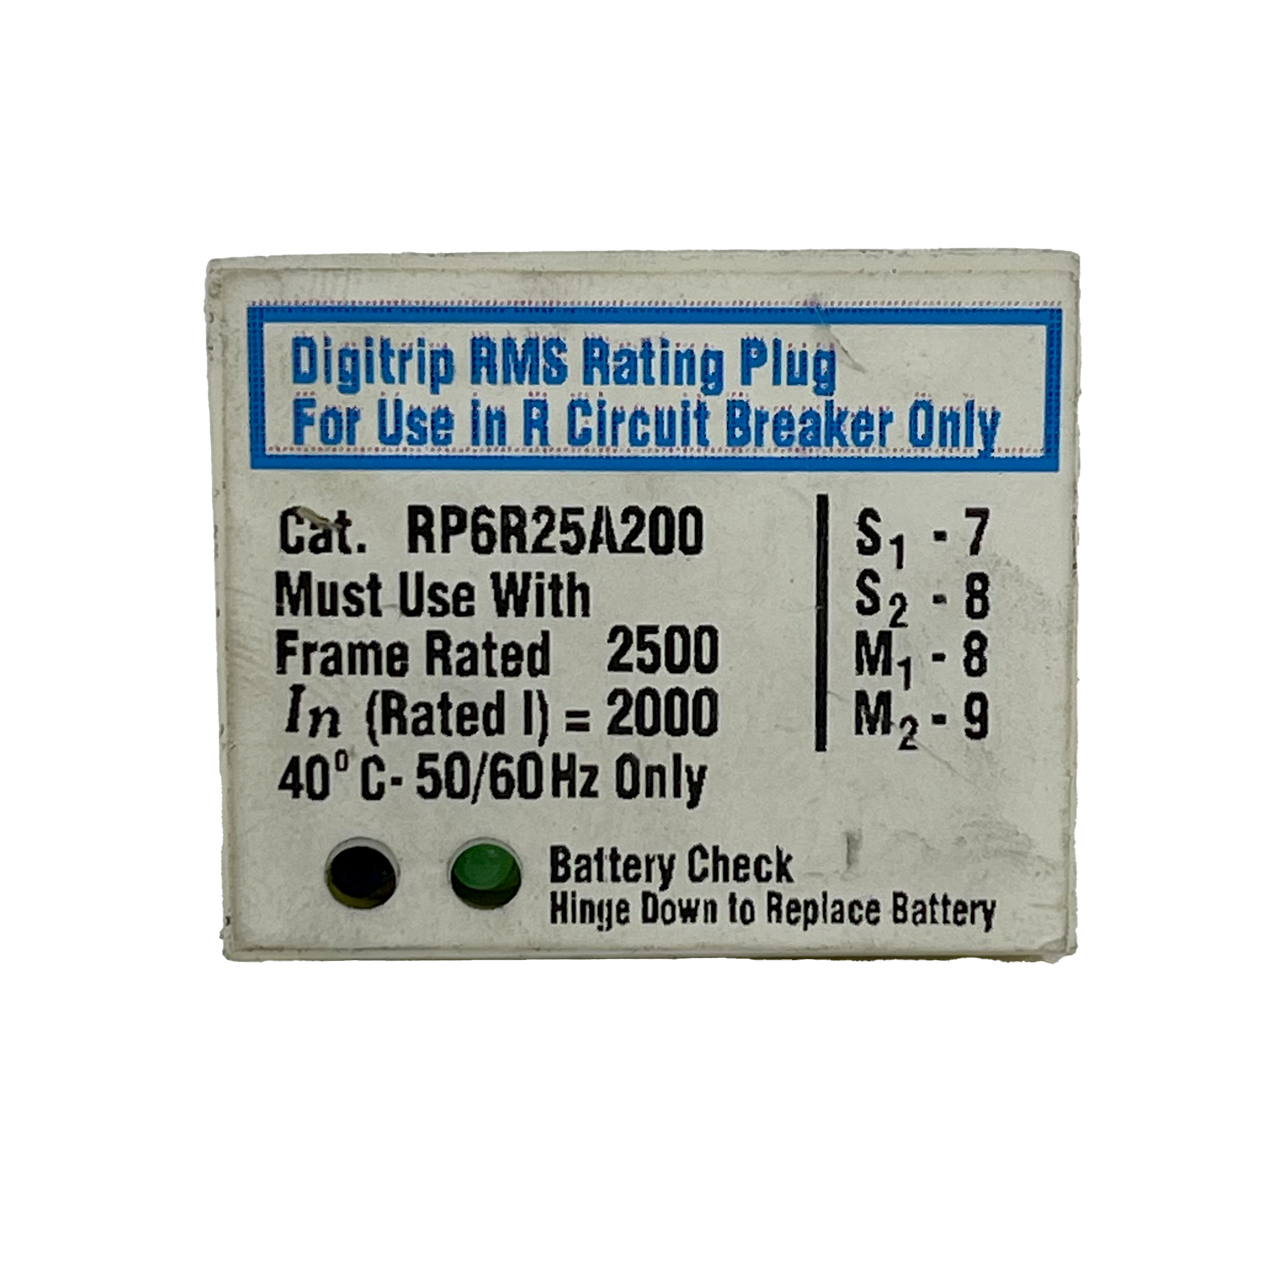 Digitrip RMS Rating Plug
For Use in R Circuit Breaker Only
Cat. RP6R25A200
Must Use With
Frame Rated 2500
In (Rated I) = 2000
40°C- 50/60Hz Only
S1 - 7
S2 - 8
M1 - 8
M2 - 9
Battery Check
Hinge Down to Replace Battery